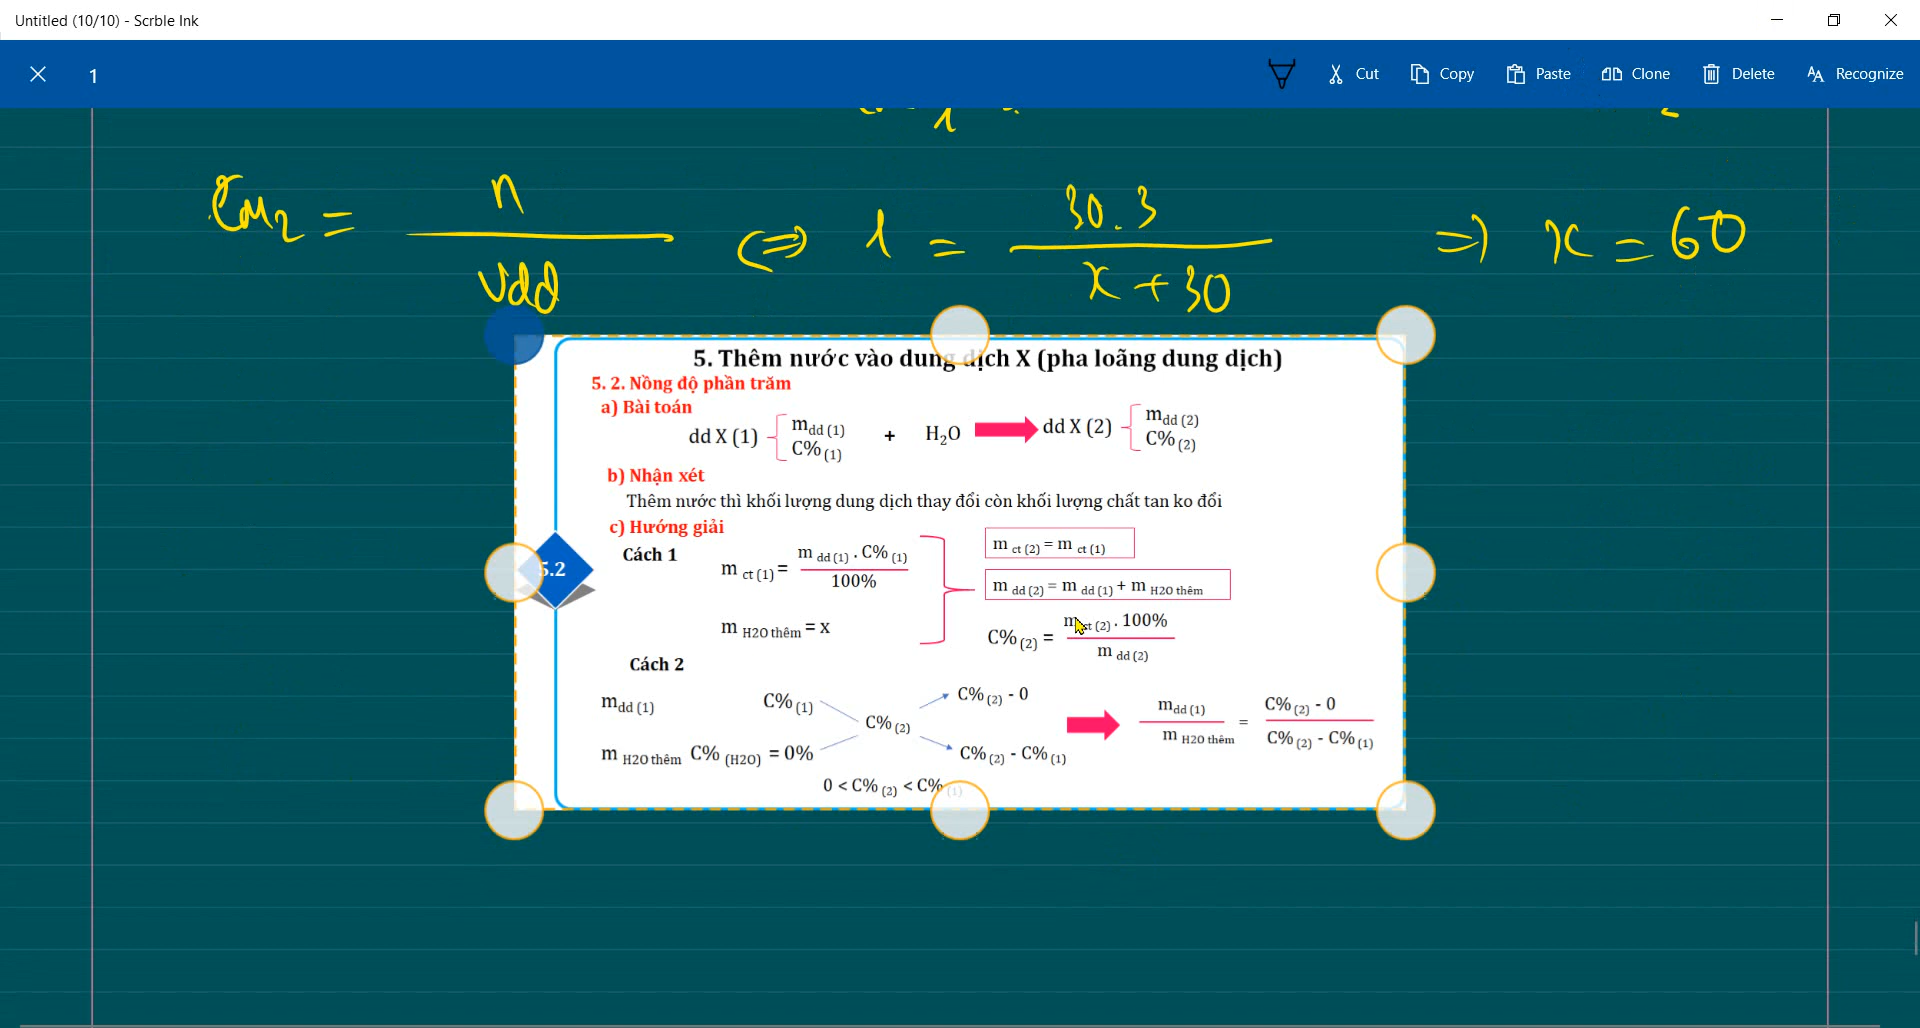 Untitled (10/10) - Scrble Ink
1 Cut Copy Paste Clone Delete Recognize
CM2 = n / Vdd <=> 1 = 30.3 / x + 30 => x = 60
5. Thêm nước vào dung dịch X (pha loãng dung dịch)
5. 2. Nồng độ phần trăm
a) Bài toán
dd X (1) { mdd (1) C% (1) + H2O dd X (2) { mdd (2) C% (2)
b) Nhận xét
Thêm nước thì khối lượng dung dịch thay đổi còn khối lượng chất tan ko đổi
c) Hướng giải
5.2
Cách 1
m ct (1) = m dd (1) . C% (1) / 100%
m H2O thêm = x
m ct (2) = m ct (1)
m dd (2) = m dd (1) + m H2O thêm
C% (2) = m ct (2) . 100% / m dd (2)
Cách 2
mdd (1) C% (1) C% (2) - 0
C% (2)
m H2O thêm C% (H2O) = 0% C% (2) - C% (1)
mdd (1) / m H2O thêm = C% (2) - 0 / C% (2) - C% (1)
0 < C% (2) < C% (1)